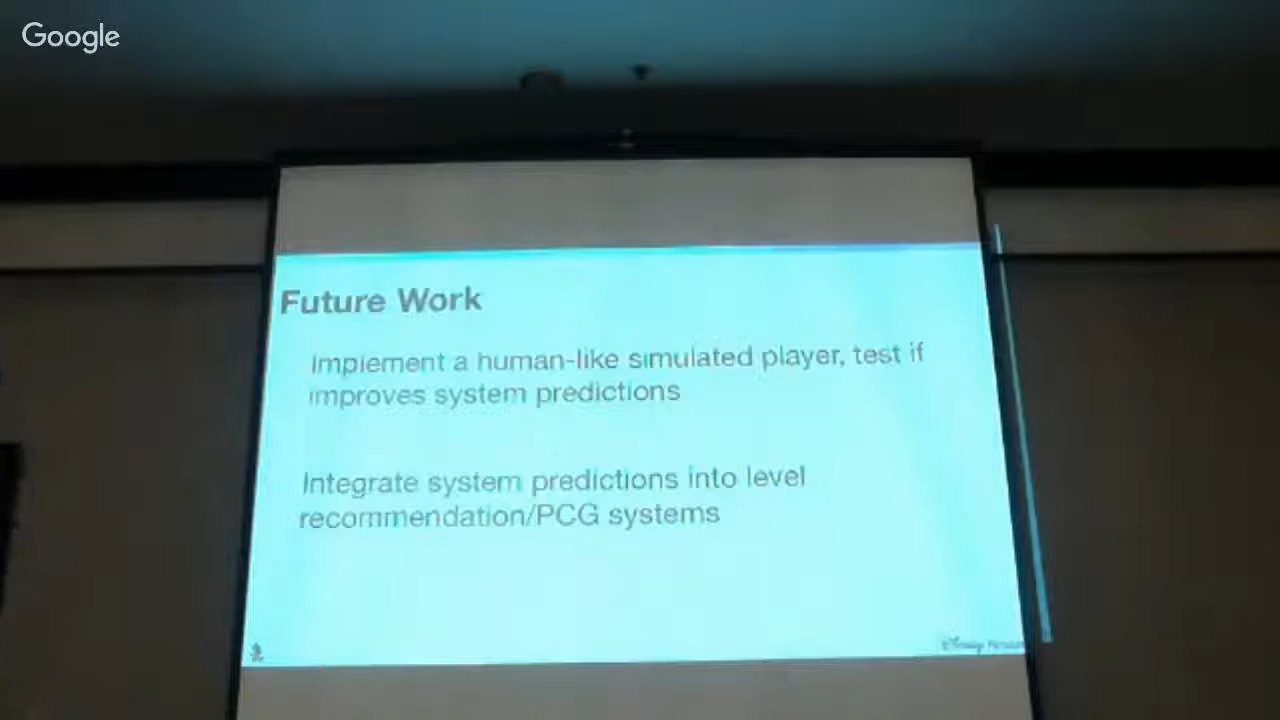 Google
Future Work
Implement a human-like simulated player, test if
improves system predictions
Integrate system predictions into level
recommendation/PCG systems
Disney